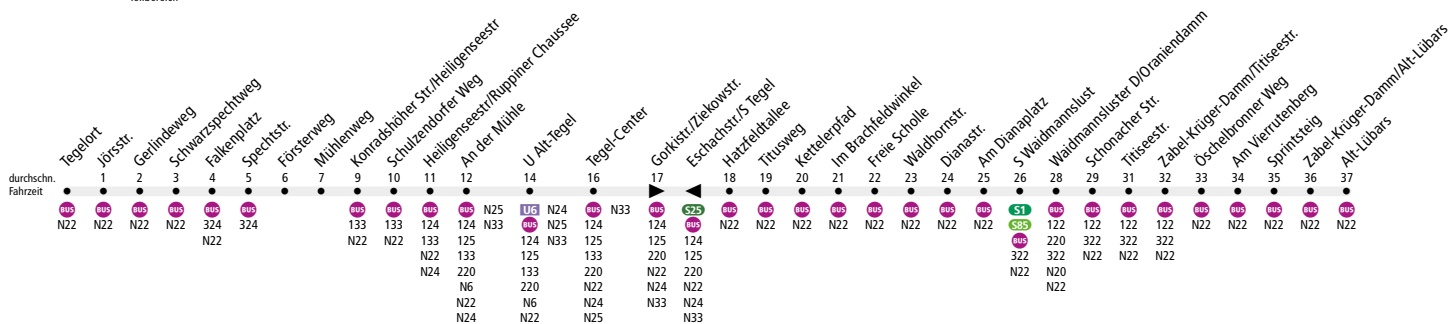 Tegelort
Jörsstr.
Gerlindeweg
Schwarzspechtweg
Falkenplatz
Spechtstr.
Försterweg
Mühlenweg
Konradshöher Str./Heiligenseestr
Schulzendorfer Weg
Heiligenseestr/Ruppiner Chaussee
An der Mühle
U Alt-Tegel
Tegel-Center
Gorkistr./Ziekowstr.
Eschachstr/S Tegel
Hatzfeldtallee
Titusweg
Kettelerpfad
Im Brachfeldwinkel
Freie Scholle
Waldhornstr.
Dianastr.
Am Dianaplatz
S Waidmannslust
Waidmannsluster D/Oraniendamm
Schonacher Str.
Titiseestr.
Zabel-Krüger-Damm/Titiseestr.
Öschelbronner Weg
Am Vierrutenberg
Sprintsteig
Zabel-Krüger-Damm/Alt-Lübars
Alt-Lübars
durchschn. 1 2 3 4 5 6 7 9 10 11 12 14 16 17 18 19 20 21 22 23 24 25 26 28 29 31 32 33 34 35 36 37
Fahrzeit
BUS BUS BUS BUS BUS BUS BUS BUS BUS BUS N25 U6 N24 BUS N33 BUS S25 BUS BUS BUS BUS BUS BUS BUS BUS S1 BUS BUS BUS BUS BUS BUS BUS BUS BUS
N22 N22 N22 N22 324 324 133 133 124 124 N33 BUS N25 124 124 BUS N22 N22 N22 N22 N22 N22 N22 N22 S85 122 122 122 122 N22 N22 N22 N22 N22
N22 N22 N22 133 125 124 N33 125 125 124 BUS 220 322 322 322
N22 133 125 133 220 125 322 322 N22 N22 N22
N24 220 133 220 N22 220 N22 N20
N6 220 N22 N24 N22 N22
N22 N6 N24 N33 N24
N24 N22 N25 N33